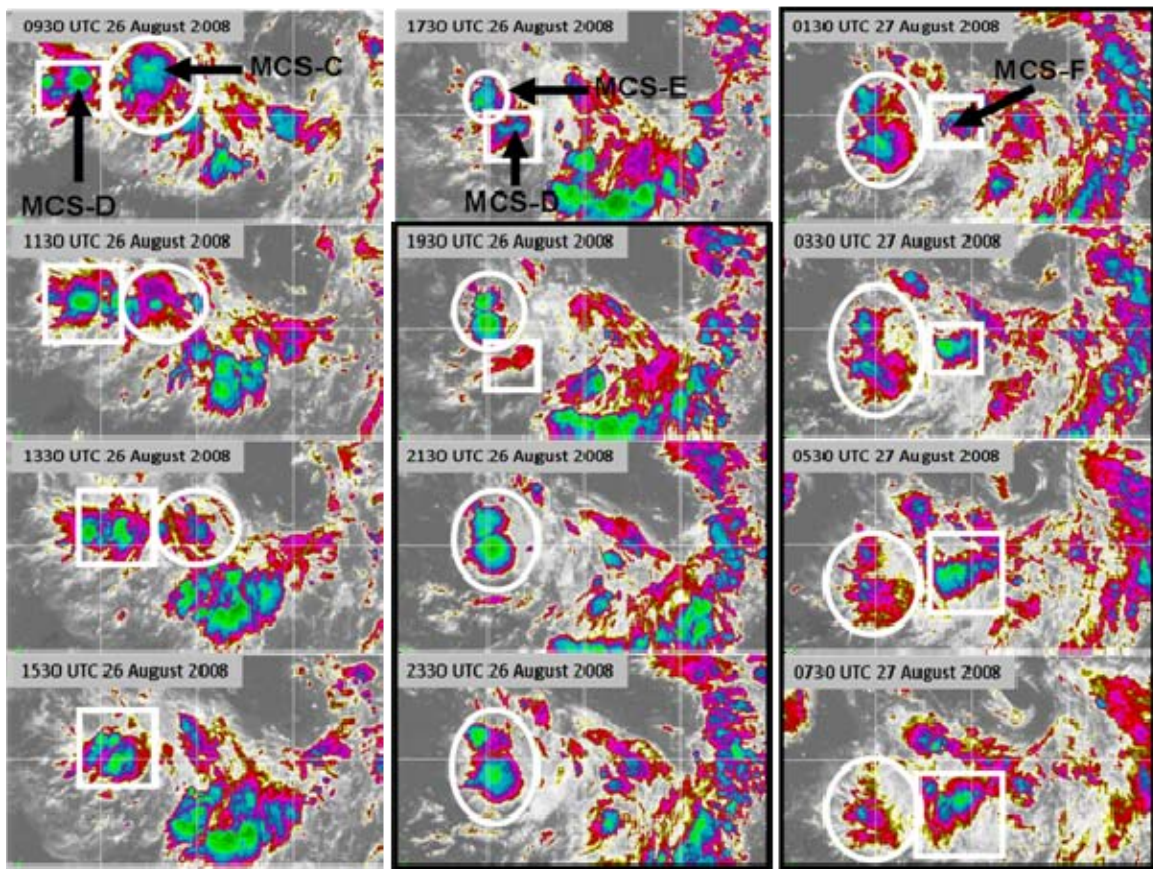 0930 UTC 26 August 2008
MCS-C
MCS-D
1130 UTC 26 August 2008
1330 UTC 26 August 2008
1530 UTC 26 August 2008
1730 UTC 26 August 2008
MCS-E
MCS-D
1930 UTC 26 August 2008
2130 UTC 26 August 2008
2330 UTC 26 August 2008
0130 UTC 27 August 2008
MCS-F
0330 UTC 27 August 2008
0530 UTC 27 August 2008
0730 UTC 27 August 2008